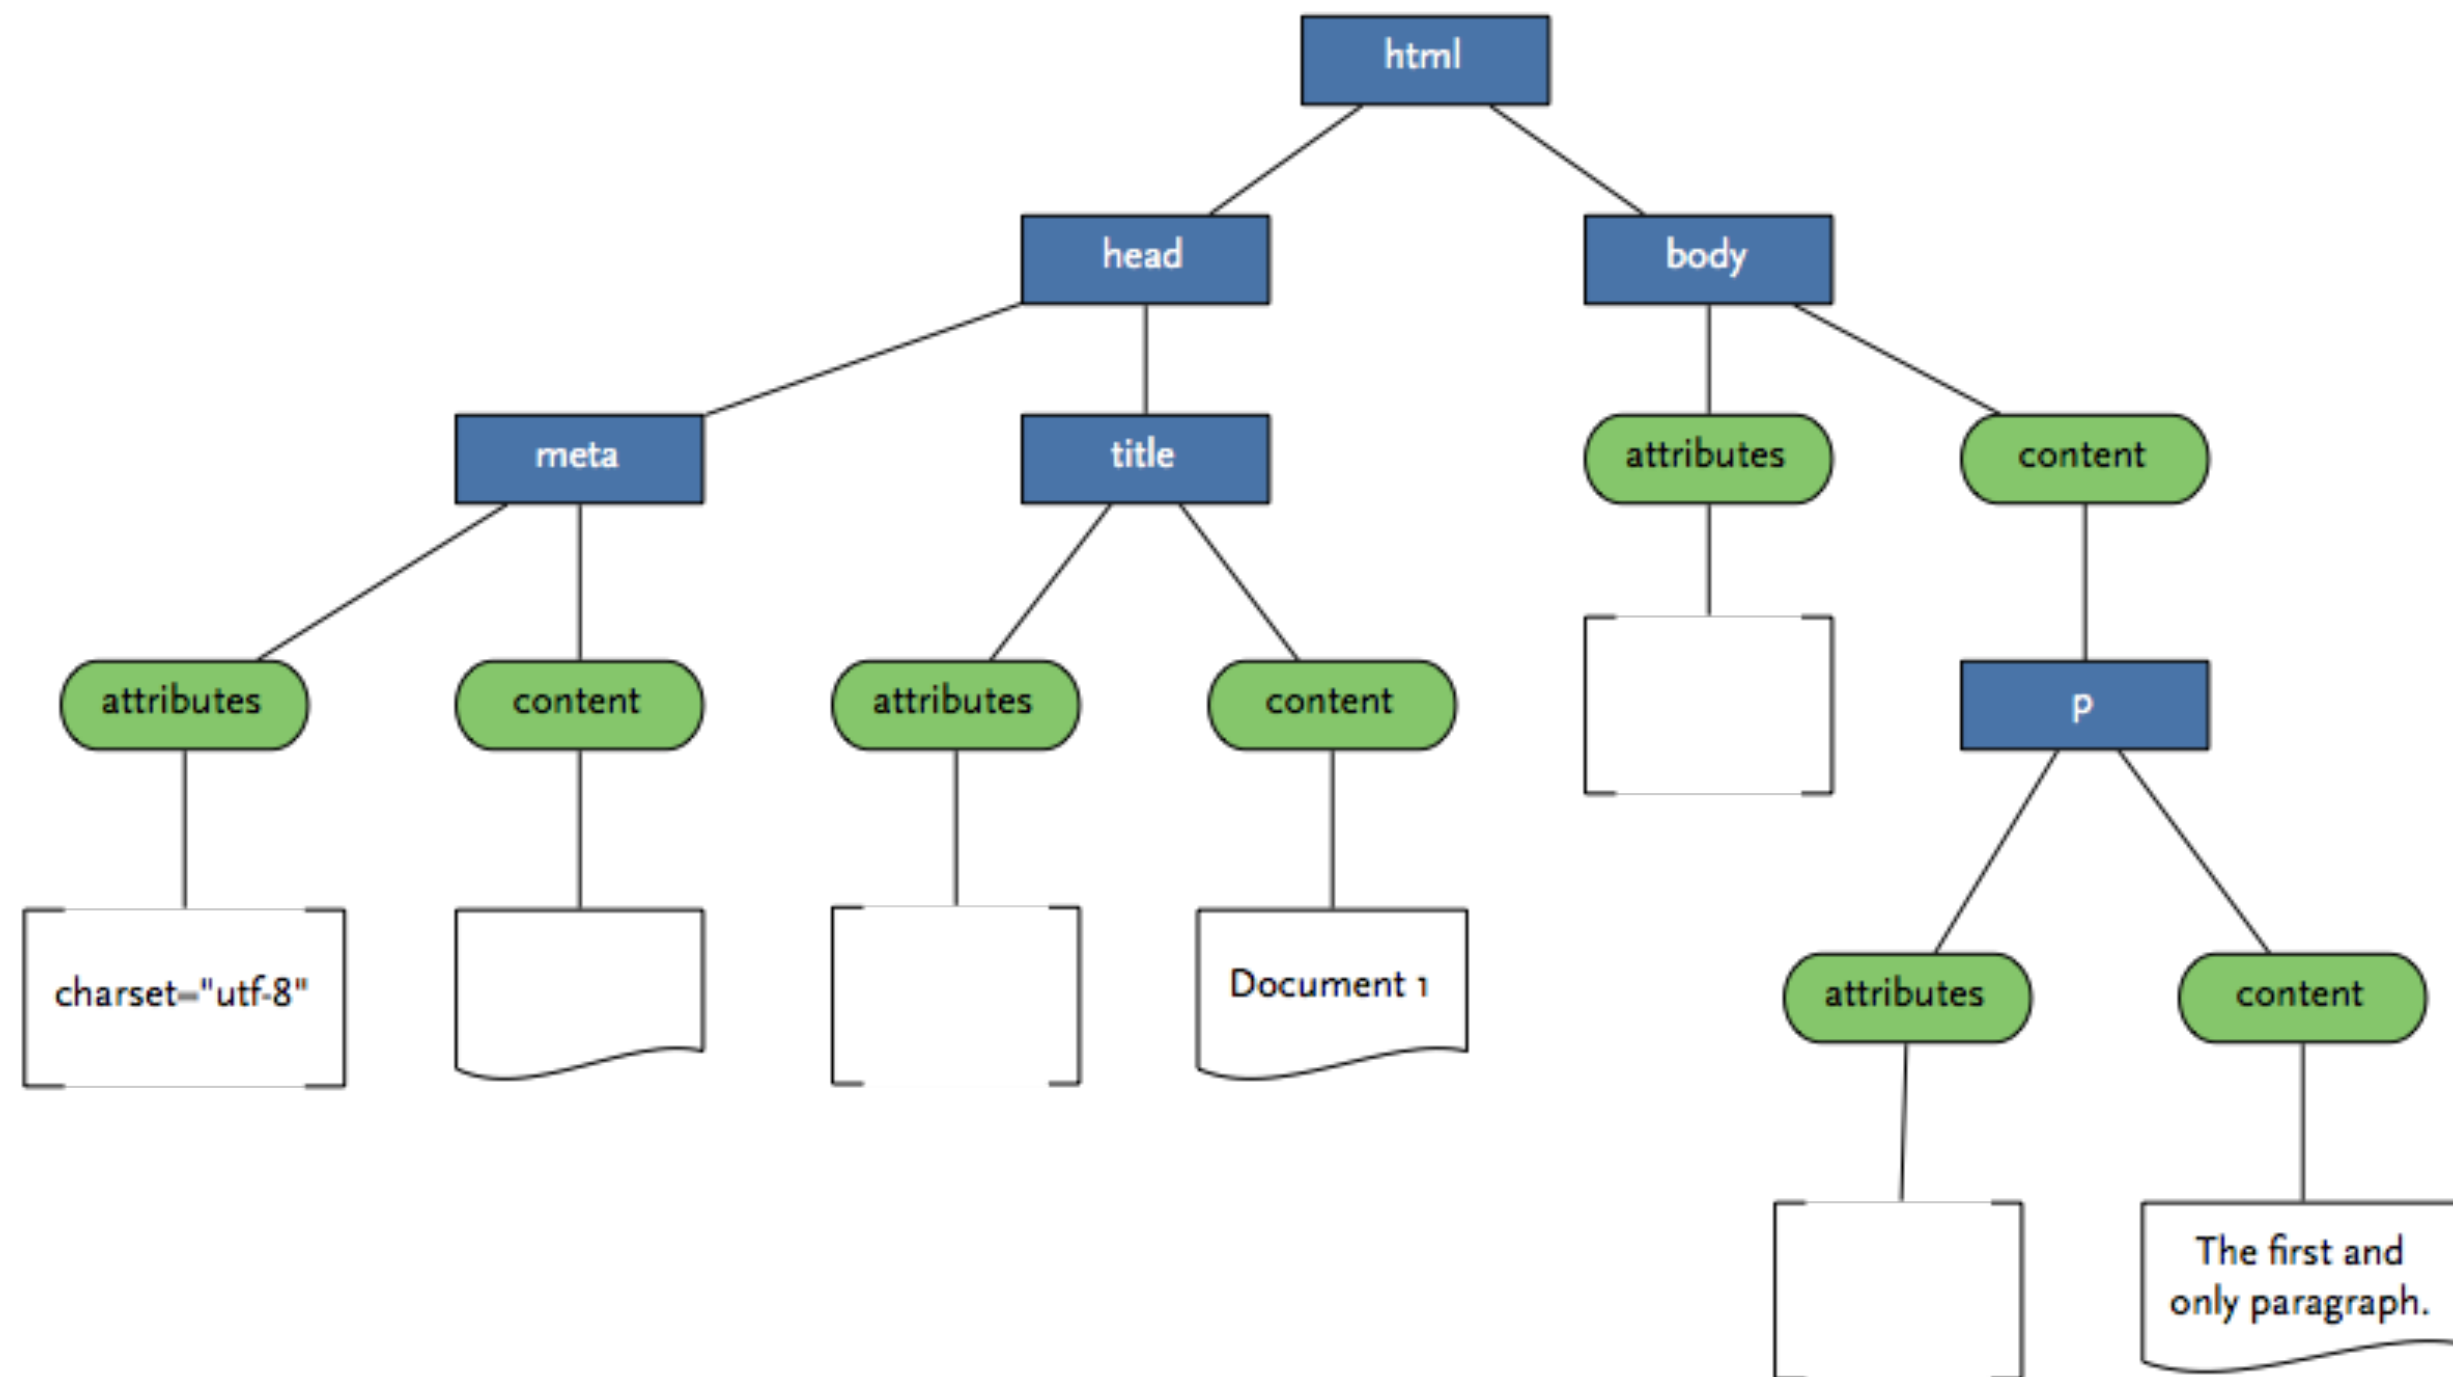 html
head
body
meta
title
attributes
content
attributes
content
attributes
content
p
charset="utf-8"
Document 1
attributes
content
The first and
only paragraph.